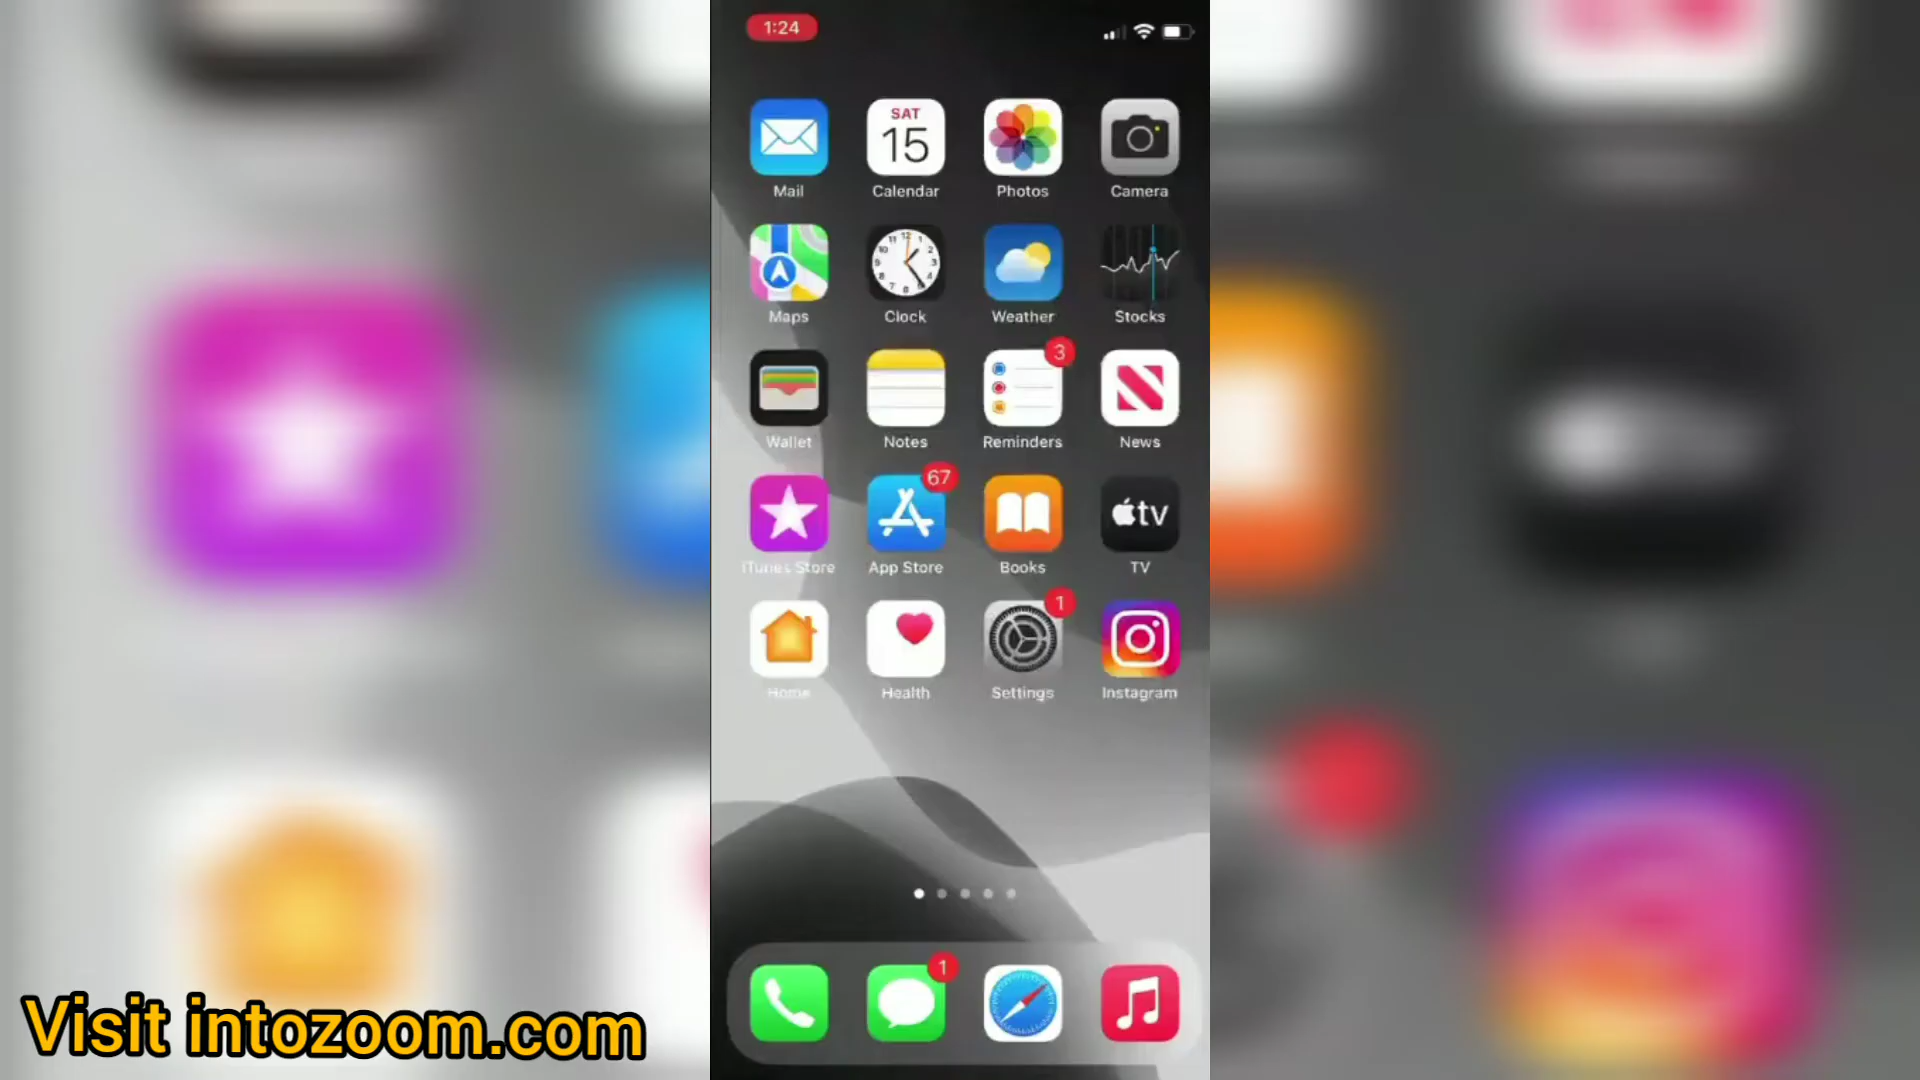 1:24
SAT
15
Mail
Calendar
Photos
Camera
Maps
Clock
Weather
Stocks
3
Wallet
Notes
Reminders
News
67
tv
iTunes Store
App Store
Books
TV
1
Home
Health
Settings
Instagram
1
Visit intozoom.com